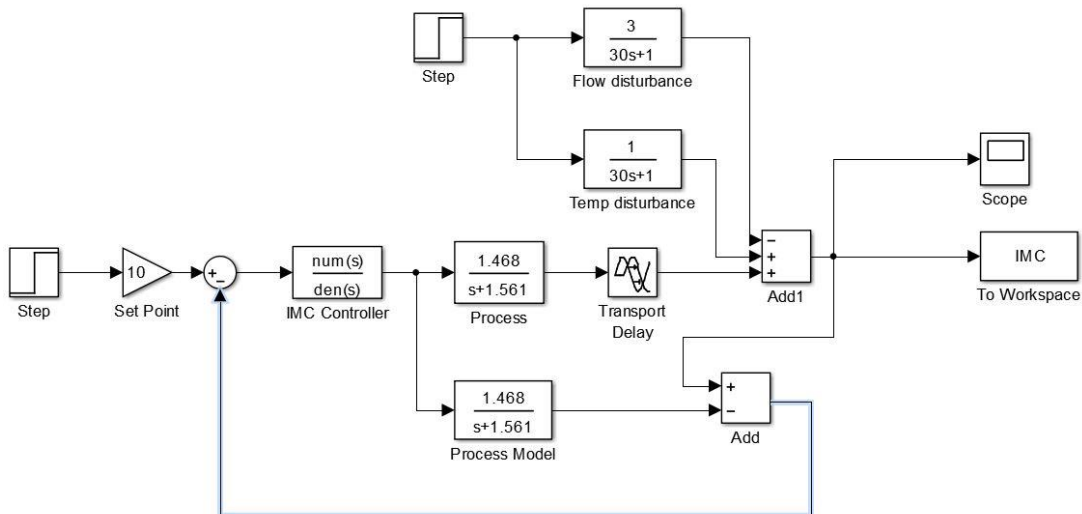 Step
3
30s+1
Flow disturbance
1
30s+1
Temp disturbance
Scope
Step
10
Set Point
+
−
num(s)
den(s)
IMC Controller
1.468
s+1.561
Process
Transport
Delay
−
+
+
Add1
IMC
To Workspace
1.468
s+1.561
Process Model
+
−
Add